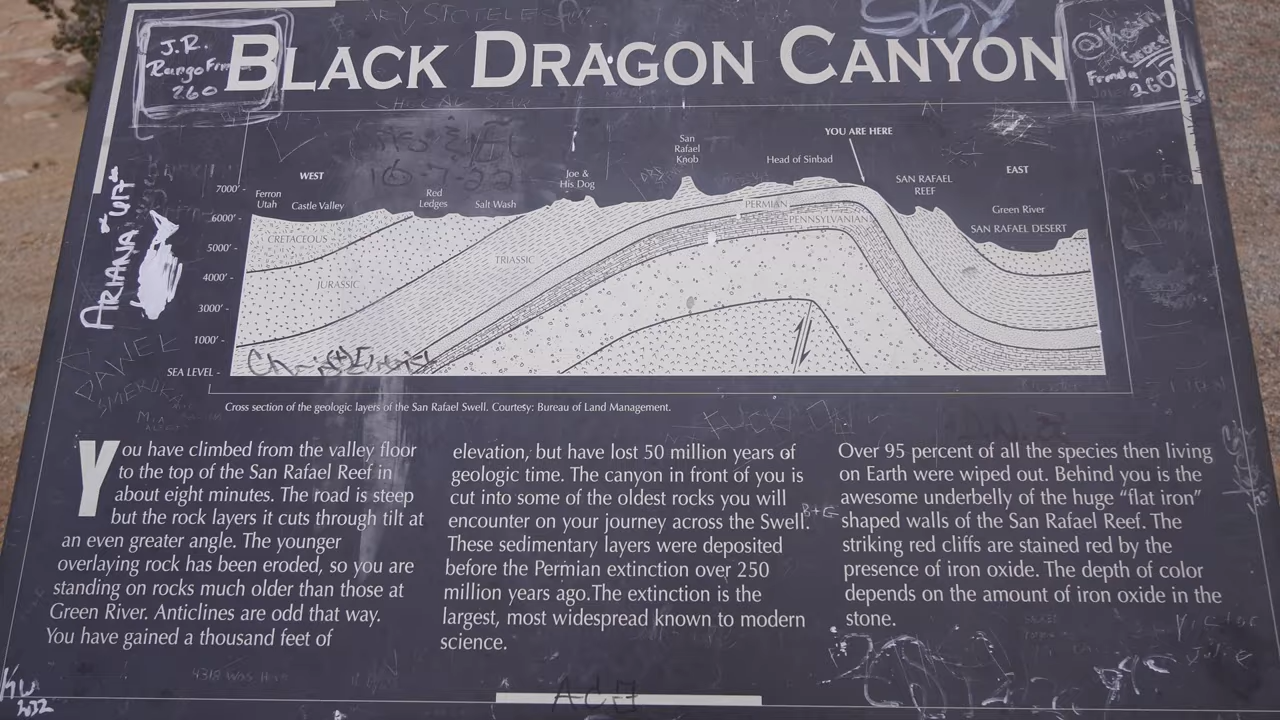 BLACK DRAGON CANYON
J.R.
260
@Kevin
260
ARIANA
YOU ARE HERE
San
Rafael
Knob
Head of Sinbad
WEST
Joe &
His Dog
SAN RAFAEL
REEF
EAST
Ferron
Utah
Castle Valley
Red
Ledges
Salt Wash
Green River
SAN RAFAEL DESERT
7000'
6000'
5000'
4000'
3000'
1000'
SEA LEVEL
CRETACEOUS
JURASSIC
TRIASSIC
PERMIAN
PENNSYLVANIAN
16-7-22
Cross section of the geologic layers of the San Rafael Swell. Courtesy: Bureau of Land Management.
You have climbed from the valley floor
to the top of the San Rafael Reef in
about eight minutes. The road is steep
but the rock layers it cuts through tilt at
an even greater angle. The younger
overlaying rock has been eroded, so you are
standing on rocks much older than those at
Green River. Anticlines are odd that way.
You have gained a thousand feet of
elevation, but have lost 50 million years of
geologic time. The canyon in front of you is
cut into some of the oldest rocks you will
encounter on your journey across the Swell.
These sedimentary layers were deposited
before the Permian extinction over 250
million years ago.The extinction is the
largest, most widespread known to modern
science.
B+G
Over 95 percent of all the species then living
on Earth were wiped out. Behind you is the
awesome underbelly of the huge “flat iron”
shaped walls of the San Rafael Reef. The
striking red cliffs are stained red by the
presence of iron oxide. The depth of color
depends on the amount of iron oxide in the
stone.